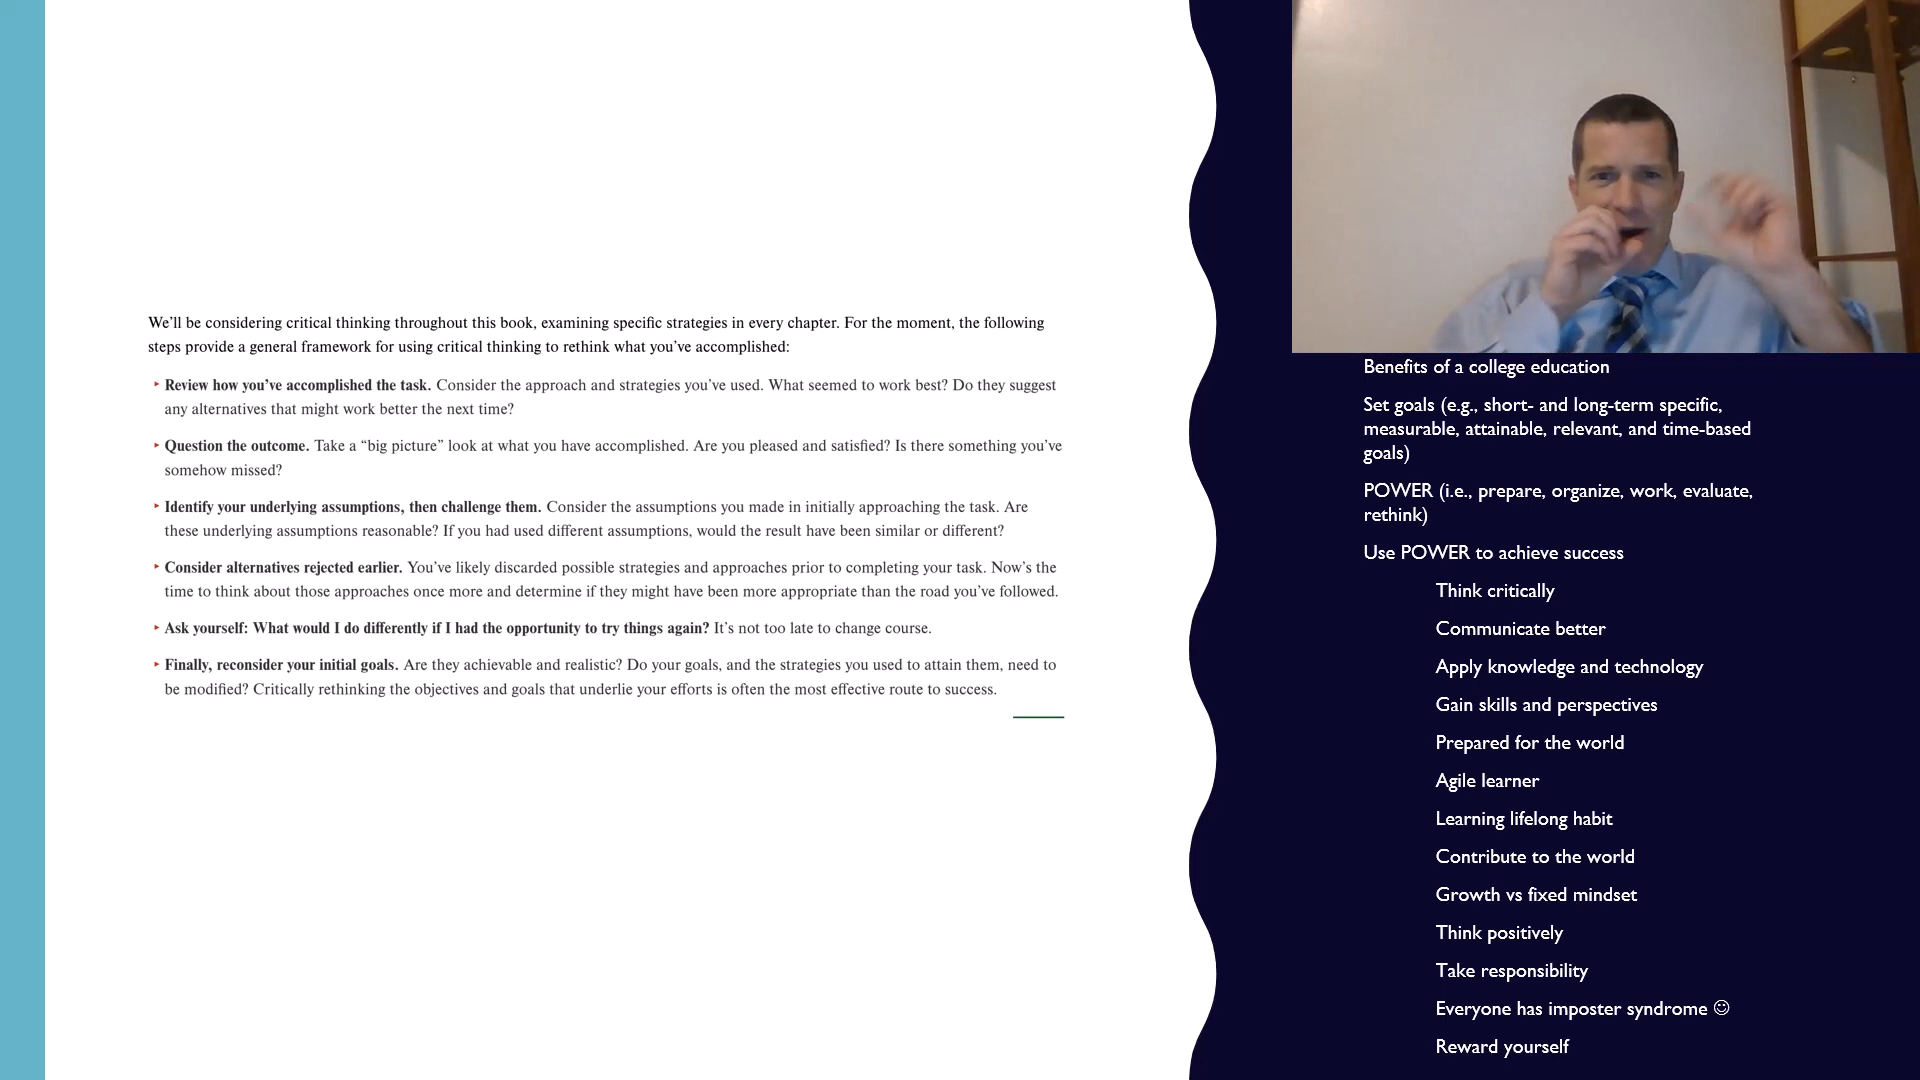 We’ll be considering critical thinking throughout this book, examining specific strategies in every chapter. For the moment, the following
steps provide a general framework for using critical thinking to rethink what you’ve accomplished:
‣ Review how you’ve accomplished the task. Consider the approach and strategies you’ve used. What seemed to work best? Do they suggest
any alternatives that might work better the next time?
‣ Question the outcome. Take a “big picture” look at what you have accomplished. Are you pleased and satisfied? Is there something you’ve
somehow missed?
‣ Identify your underlying assumptions, then challenge them. Consider the assumptions you made in initially approaching the task. Are
these underlying assumptions reasonable? If you had used different assumptions, would the result have been similar or different?
‣ Consider alternatives rejected earlier. You’ve likely discarded possible strategies and approaches prior to completing your task. Now’s the
time to think about those approaches once more and determine if they might have been more appropriate than the road you’ve followed.
‣ Ask yourself: What would I do differently if I had the opportunity to try things again? It’s not too late to change course.
‣ Finally, reconsider your initial goals. Are they achievable and realistic? Do your goals, and the strategies you used to attain them, need to
be modified? Critically rethinking the objectives and goals that underlie your efforts is often the most effective route to success.
Benefits of a college education
Set goals (e.g., short- and long-term specific,
measurable, attainable, relevant, and time-based
goals)
POWER (i.e., prepare, organize, work, evaluate,
rethink)
Use POWER to achieve success
Think critically
Communicate better
Apply knowledge and technology
Gain skills and perspectives
Prepared for the world
Agile learner
Learning lifelong habit
Contribute to the world
Growth vs fixed mindset
Think positively
Take responsibility
Everyone has imposter syndrome ☺
Reward yourself